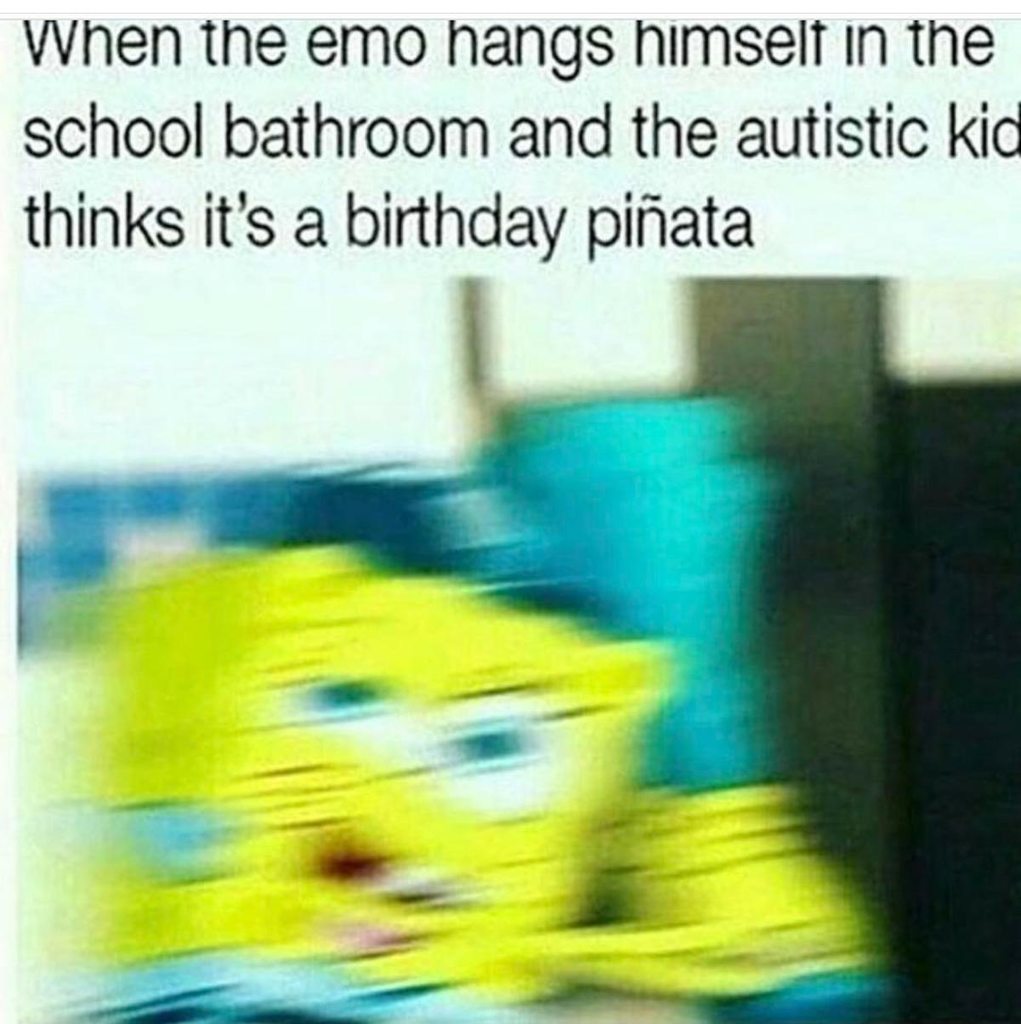 When the emo hangs himself in the
school bathroom and the autistic kid
thinks it's a birthday piñata